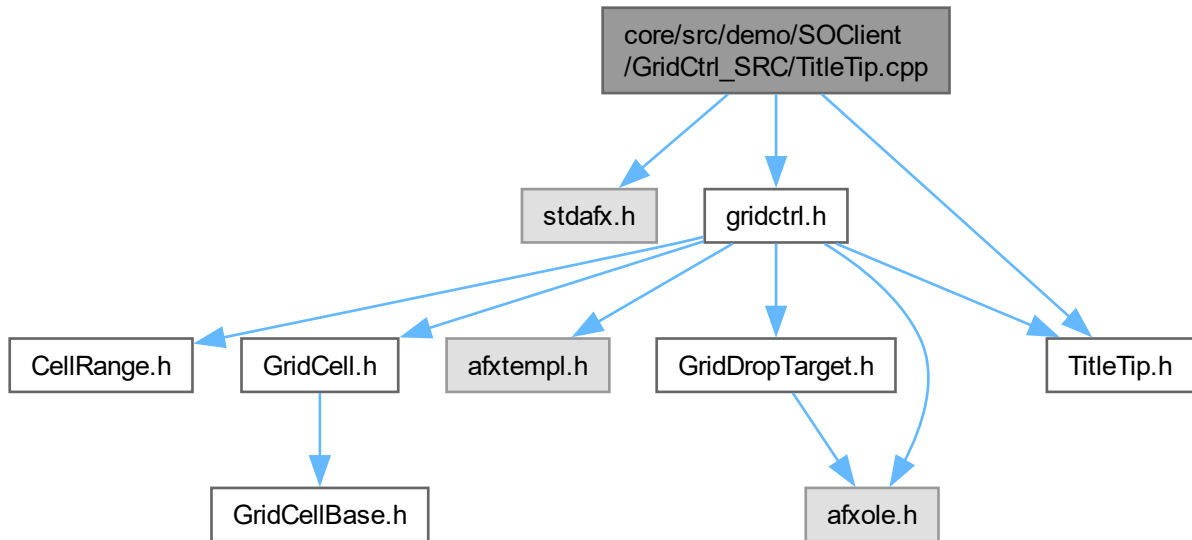 core/src/demo/SOClient
/GridCtrl_SRC/TitleTip.cpp
stdafx.h
gridctrl.h
CellRange.h
GridCell.h
afxtempl.h
GridDropTarget.h
TitleTip.h
GridCellBase.h
afxole.h